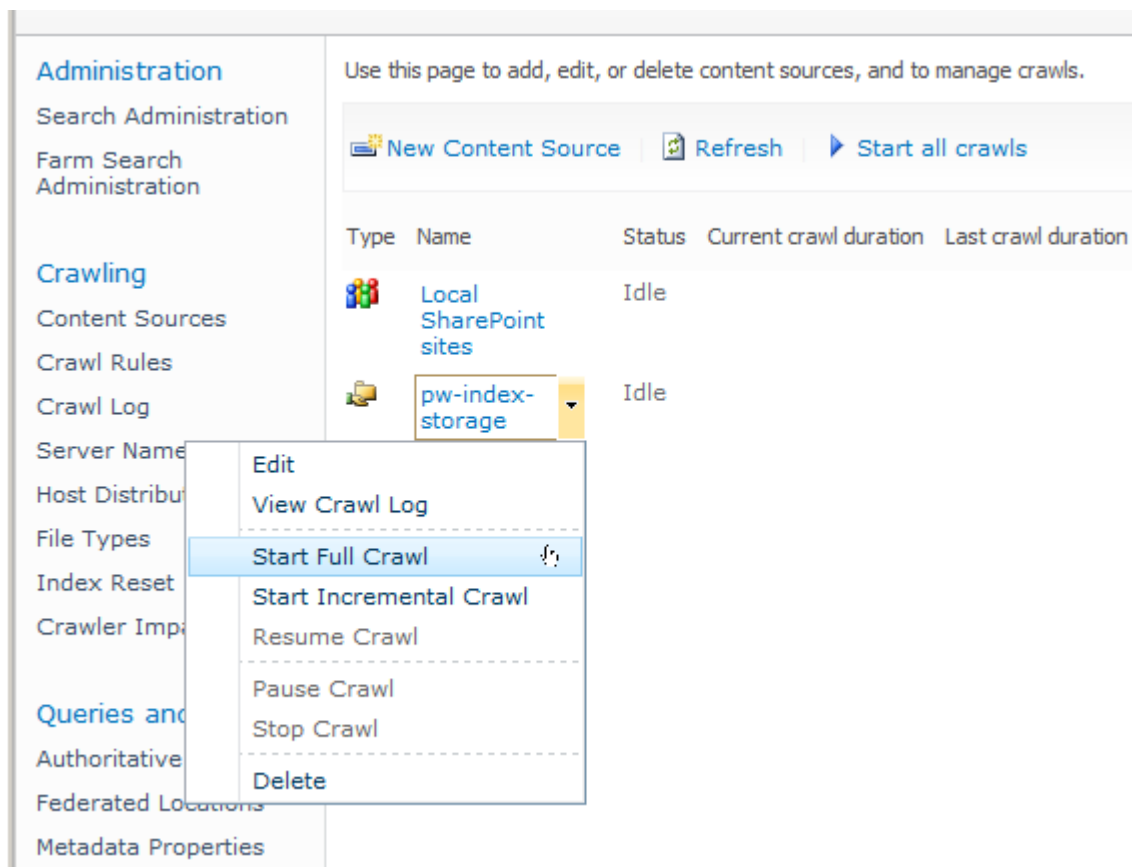 Administration
Search Administration
Farm Search
Administration
Crawling
Content Sources
Crawl Rules
Crawl Log
Server Name
File Types
Index Reset
Crawler
Queries and
Authoritative
Federated Locations
Metadata Properties
Use this page to add, edit, or delete content sources, and to manage crawls.
New Content Source Refresh Start all crawls
Type Name Status Current crawl duration Last crawl duration
Local Idle
SharePoint
sites
pw-index- Idle
storage
Edit
View Crawl Log
Start Full Crawl
Start Incremental Crawl
Resume Crawl
Pause Crawl
Stop Crawl
Delete